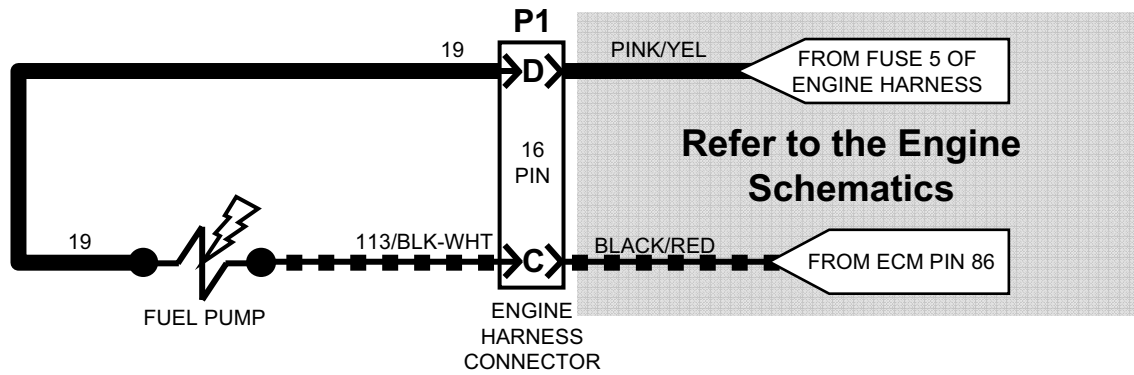 P1
19
PINK/YEL
D
FROM FUSE 5 OF
ENGINE HARNESS
16
PIN
Refer to the Engine
Schematics
19
113/BLK-WHT
C
BLACK/RED
FROM ECM PIN 86
FUEL PUMP
ENGINE
HARNESS
CONNECTOR